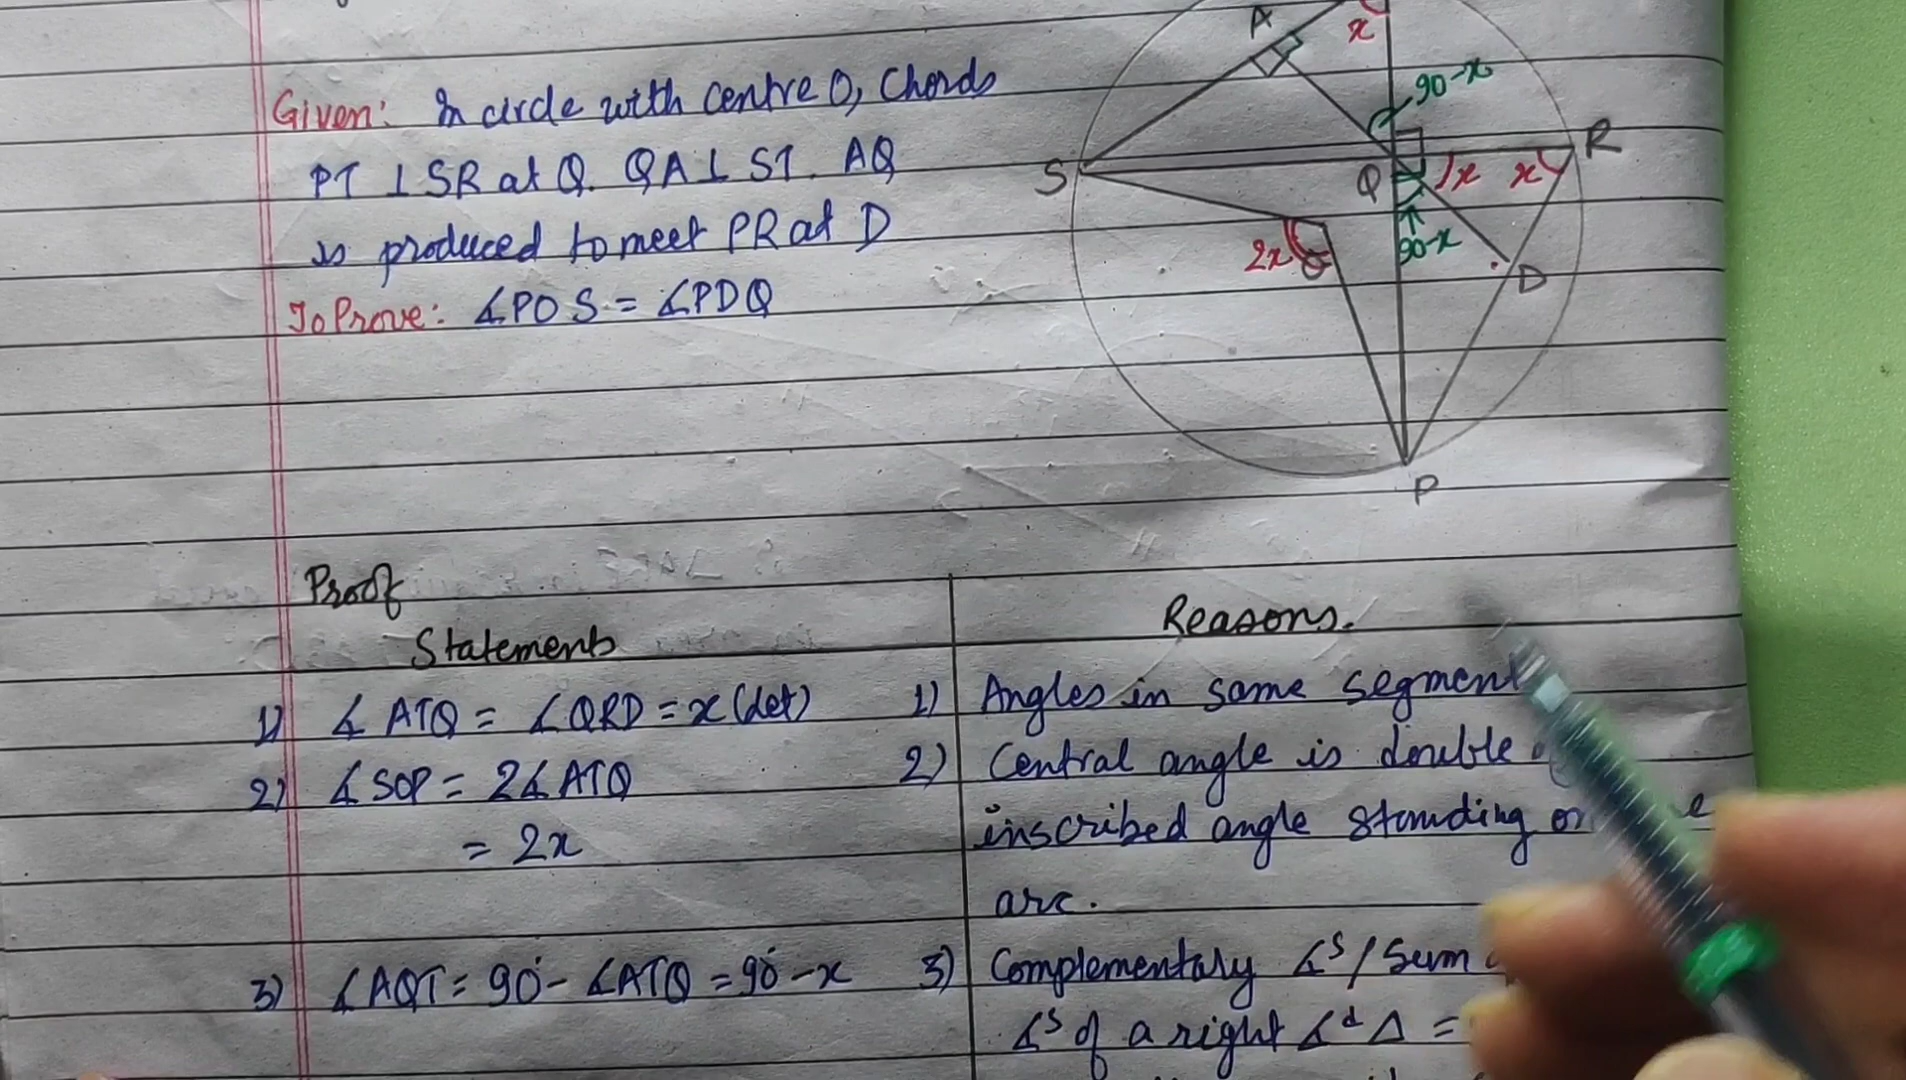 Given: In circle with centre O, Chords
PT ⊥ SR at Q. QA ⊥ ST. AQ
is produced to meet PR at D
To Prove: ∡POS = ∡PDQ
A
x
90-x
S
R
Q
x
x
2x
O
90-x
D
P
Proof
Statements
Reasons.
1) ∡ATQ = ∡QRD = x (let)
1) Angles in same segment
2) ∡SOP = 2∡ATQ
2) Central angle is double
= 2x
inscribed angle standing on
arc.
3) ∡AQT = 90° - ∡ATQ = 90° - x
3) Complementary ∡s / Sum
∡s of a right ∡d Δ =